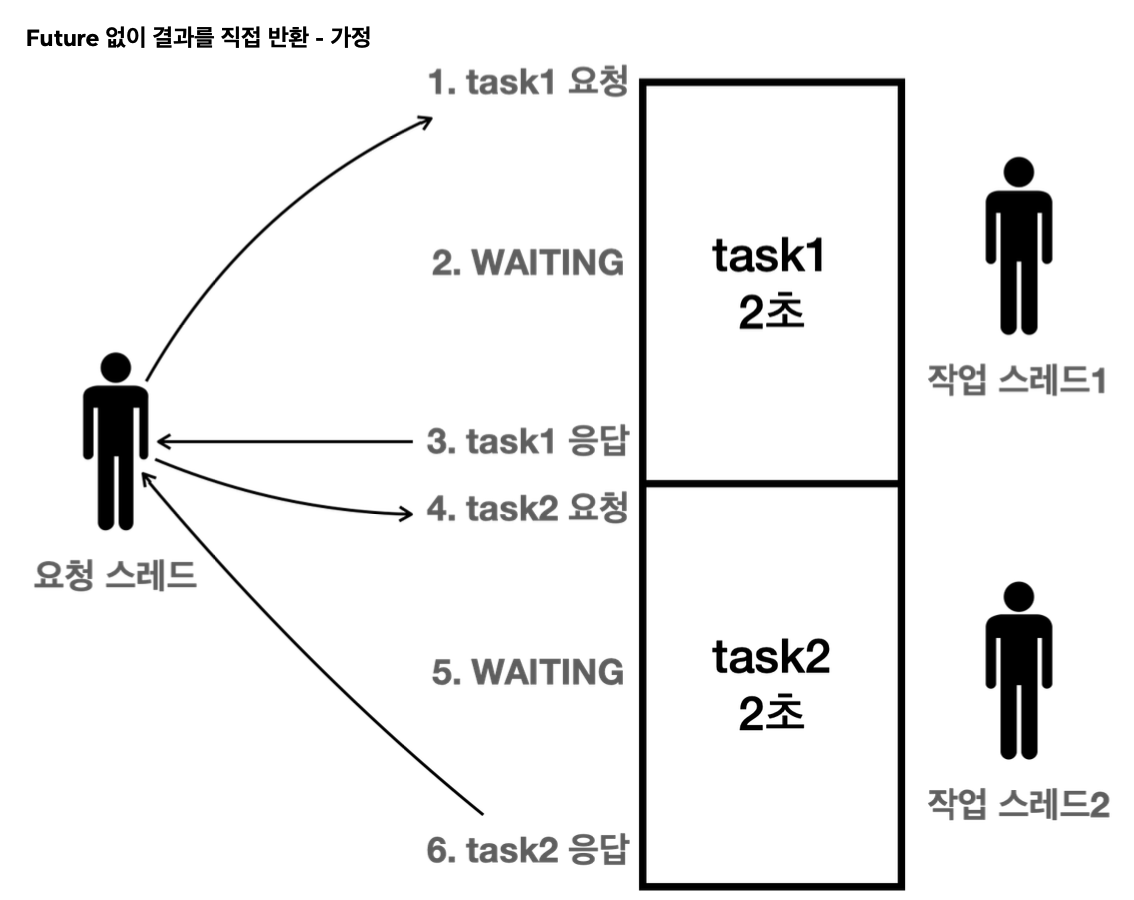 Future 없이 결과를 직접 반환 - 가정
1. task1 요청
2. WAITING
task1
2초
작업 스레드1
3. task1 응답
4. task2 요청
요청 스레드
5. WAITING
task2
2초
작업 스레드2
6. task2 응답